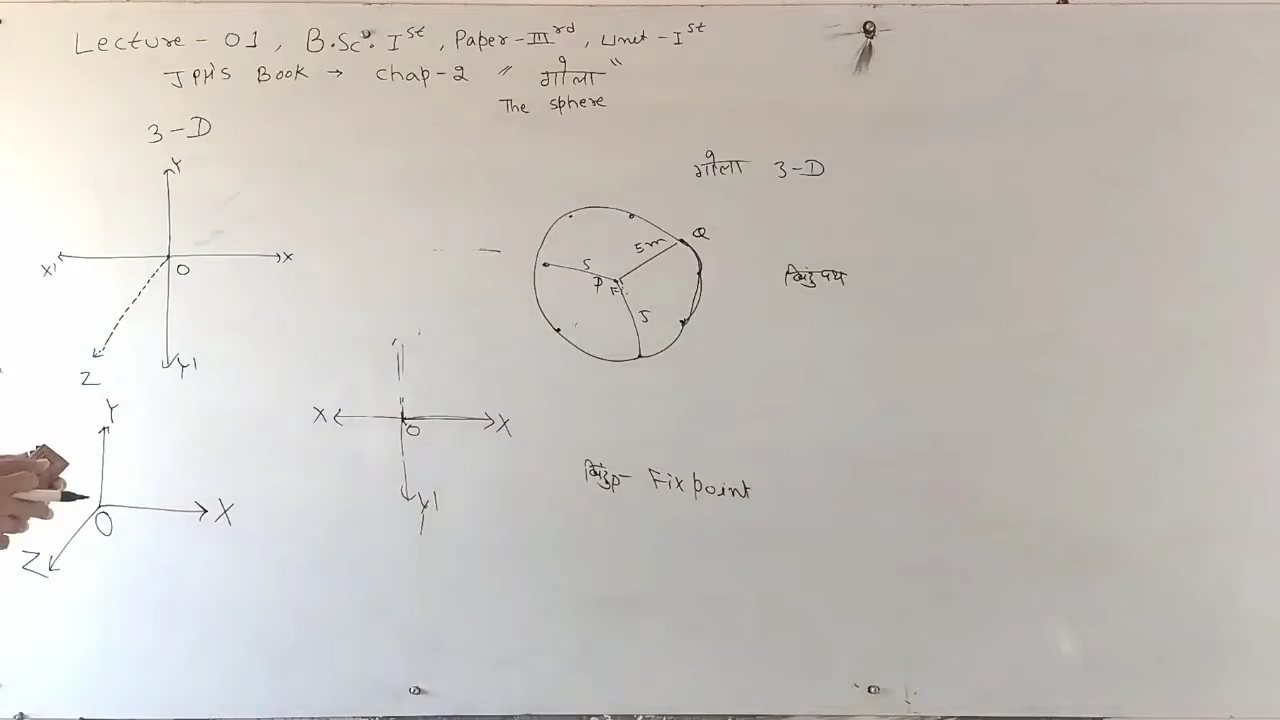 Lecture - 01, B.Sc. Ist, Paper-IIIrd, Unit-Ist
JPH'S Book → chap-2 "गोला"
The sphere
3-D
गोला 3-D
Y
X' X
O
Z Y'
Q
5m
5
P F
5
बिंदुपथ
Y
O X
Z
X X
O
Y'
बिंदु P- Fix point